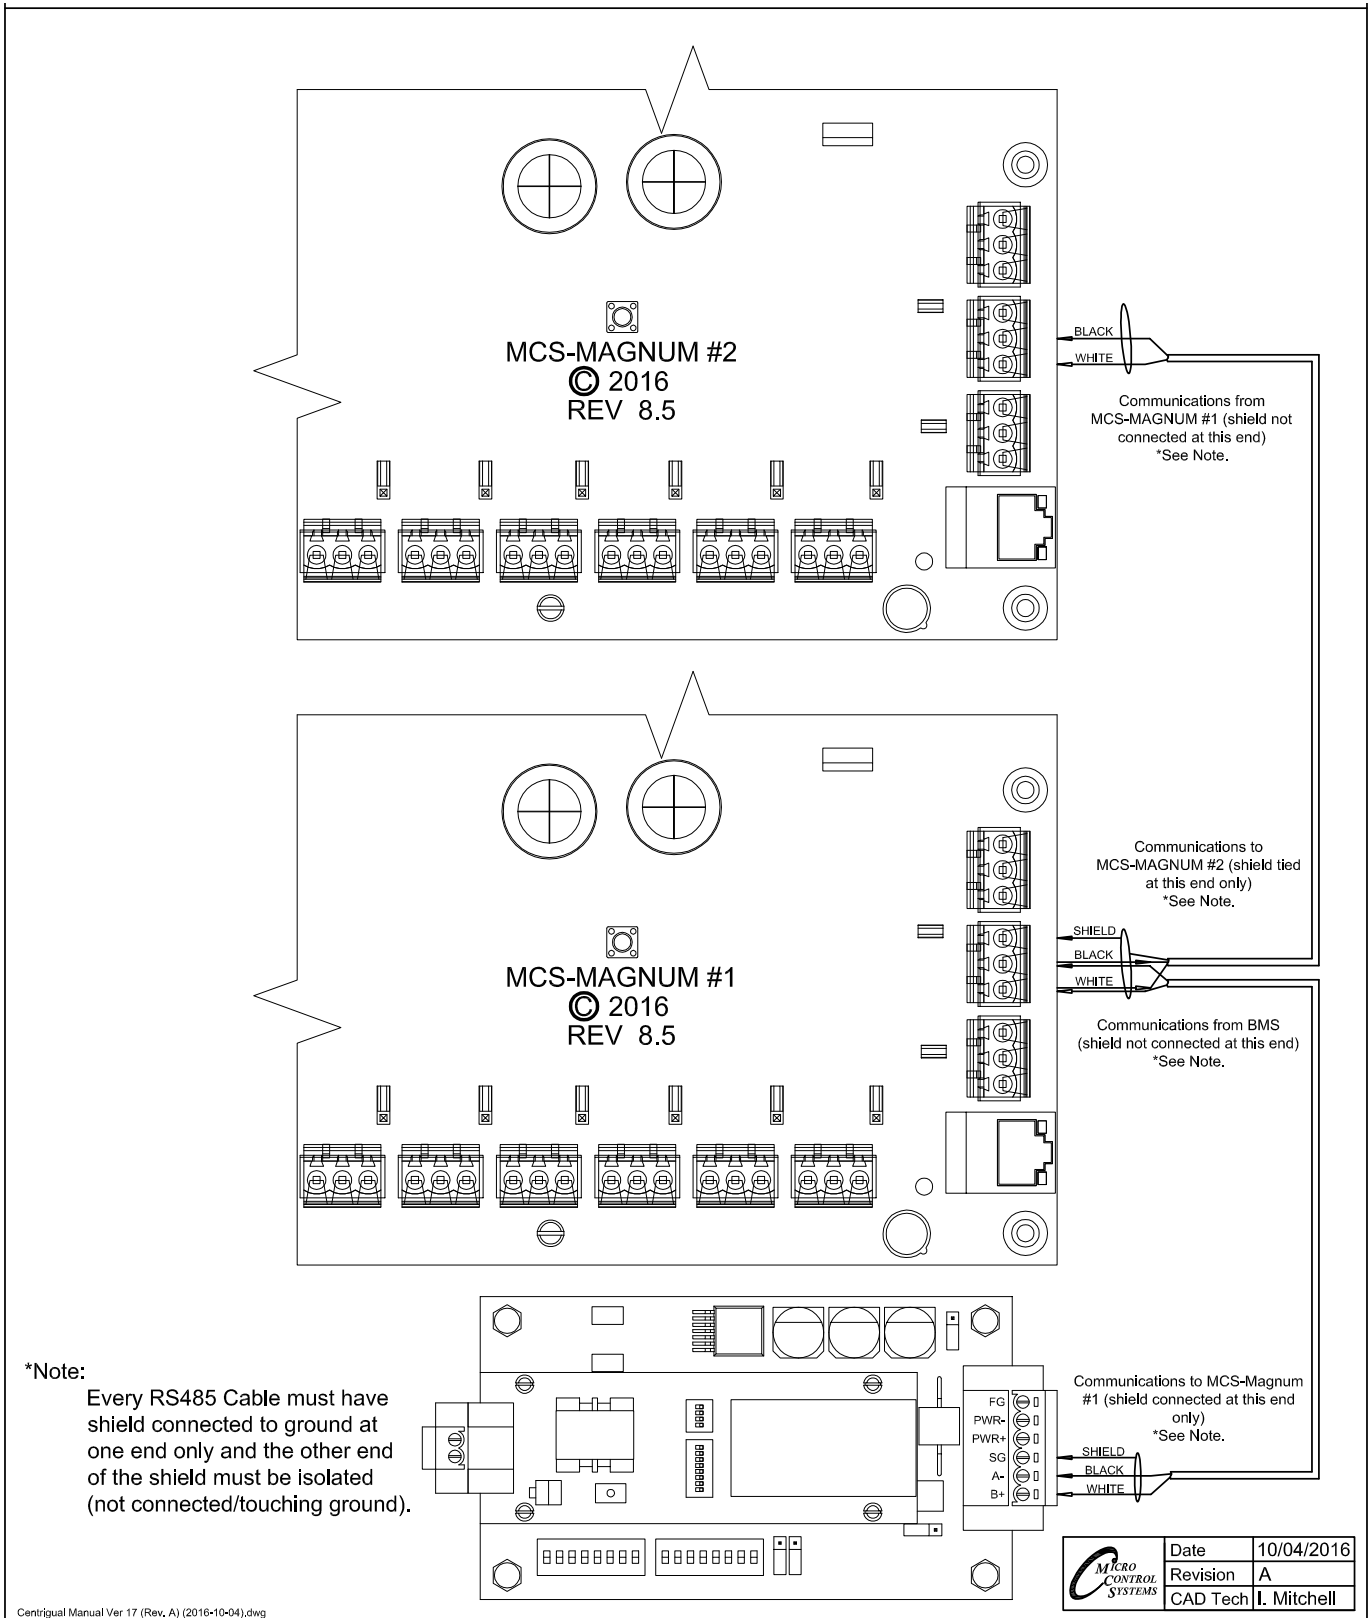 MCS-MAGNUM #2
© 2016
REV 8.5
BLACK
WHITE
Communications from
MCS-MAGNUM #1 (shield not
connected at this end)
*See Note.
MCS-MAGNUM #1
© 2016
REV 8.5
Communications to
MCS-MAGNUM #2 (shield tied
at this end only)
*See Note.
SHIELD
BLACK
WHITE
Communications from BMS
(shield not connected at this end)
*See Note.
*Note:
Every RS485 Cable must have
shield connected to ground at
one end only and the other end
of the shield must be isolated
(not connected/touching ground).
FG
PWR-
PWR+
SG
A-
B+
Communications to MCS-Magnum
#1 (shield connected at this end
only)
*See Note.
SHIELD
BLACK
WHITE
MICRO
CONTROL
SYSTEMS
Date 10/04/2016
Revision A
CAD Tech I. Mitchell
Centrigual Manual Ver 17 (Rev. A) (2016-10-04).dwg